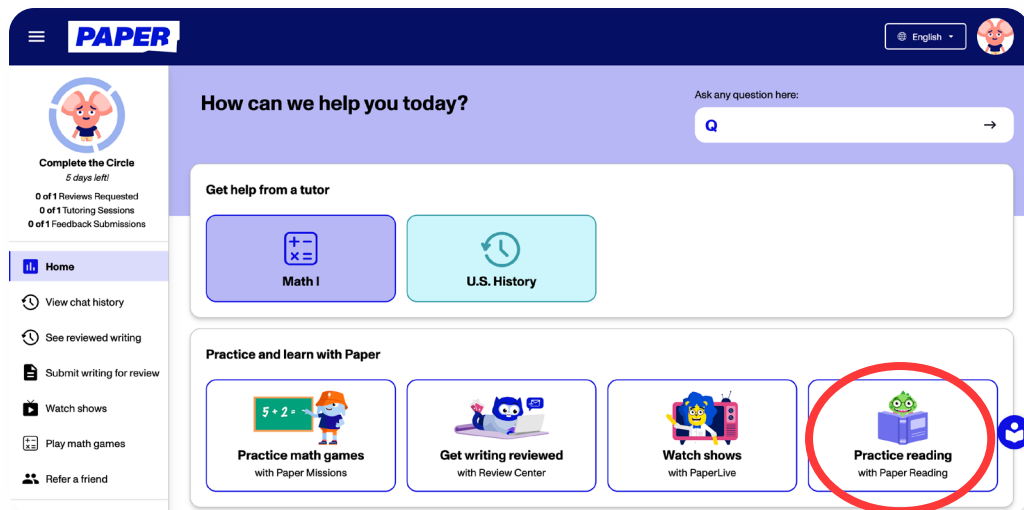 PAPER
English
Complete the Circle
5 days left!
0 of 1 Reviews Requested
0 of 1 Tutoring Sessions
0 of 1 Feedback Submissions
Home
View chat history
See reviewed writing
Submit writing for review
Watch shows
Play math games
Refer a friend
How can we help you today?
Ask any question here:
Q
Get help from a tutor
Math I
U.S. History
Practice and learn with Paper
5 + 2 =
Practice math games
with Paper Missions
Get writing reviewed
with Review Center
Watch shows
with PaperLive
Practice reading
with Paper Reading